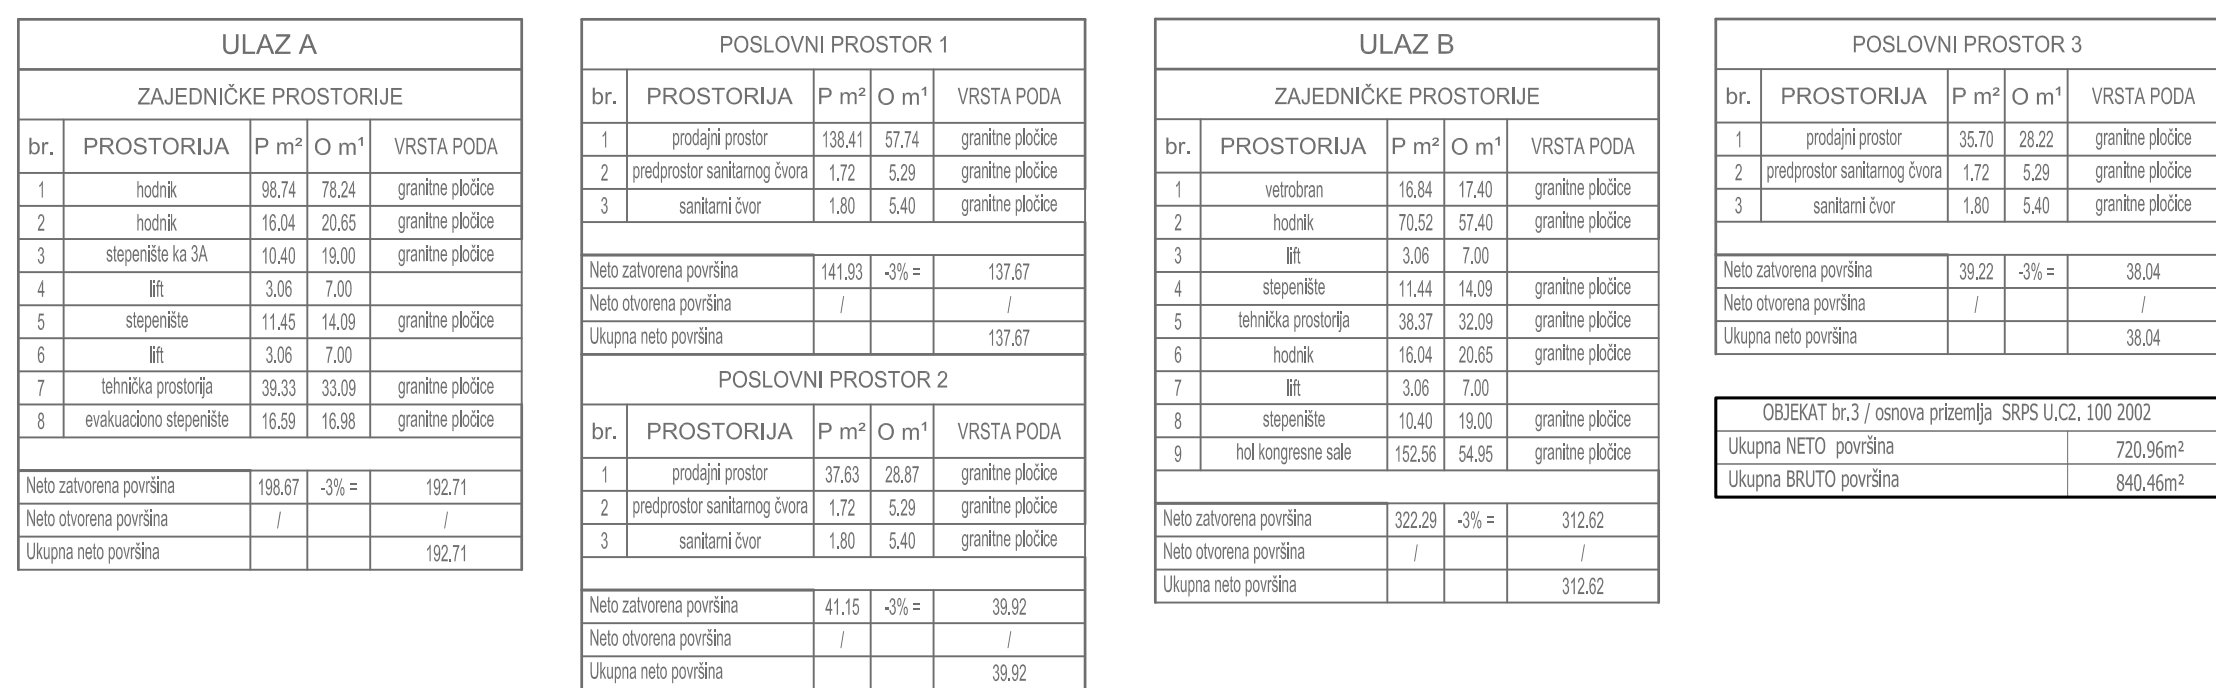 ULAZ A
ZAJEDNIČKE PROSTORIJE
br. PROSTORIJA P m² O m¹ VRSTA PODA
1 hodnik 98.74 78.24 granitne pločice
2 hodnik 16.04 20.65 granitne pločice
3 stepenište ka 3A 10.40 19.00 granitne pločice
4 lift 3.06 7.00
5 stepenište 11.45 14.09 granitne pločice
6 lift 3.06 7.00
7 tehnička prostorija 39.33 33.09 granitne pločice
8 evakuaciono stepenište 16.59 16.98 granitne pločice
Neto zatvorena površina 198.67 -3% = 192.71
Neto otvorena površina / /
Ukupna neto površina 192.71
POSLOVNI PROSTOR 1
br. PROSTORIJA P m² O m¹ VRSTA PODA
1 prodajni prostor 138.41 57.74 granitne pločice
2 predprostor sanitarnog čvora 1.72 5.29 granitne pločice
3 sanitarni čvor 1.80 5.40 granitne pločice
Neto zatvorena površina 141.93 -3% = 137.67
Neto otvorena površina / /
Ukupna neto površina 137.67
POSLOVNI PROSTOR 2
br. PROSTORIJA P m² O m¹ VRSTA PODA
1 prodajni prostor 37.63 28.87 granitne pločice
2 predprostor sanitarnog čvora 1.72 5.29 granitne pločice
3 sanitarni čvor 1.80 5.40 granitne pločice
Neto zatvorena površina 41.15 -3% = 39.92
Neto otvorena površina / /
Ukupna neto površina 39.92
ULAZ B
ZAJEDNIČKE PROSTORIJE
br. PROSTORIJA P m² O m¹ VRSTA PODA
1 vetrobran 16.84 17.40 granitne pločice
2 hodnik 70.52 57.40 granitne pločice
3 lift 3.06 7.00
4 stepenište 11.44 14.09 granitne pločice
5 tehnička prostorija 38.37 32.09 granitne pločice
6 hodnik 16.04 20.65 granitne pločice
7 lift 3.06 7.00
8 stepenište 10.40 19.00 granitne pločice
9 hol kongresne sale 152.56 54.95 granitne pločice
Neto zatvorena površina 322.29 -3% = 312.62
Neto otvorena površina / /
Ukupna neto površina 312.62
POSLOVNI PROSTOR 3
br. PROSTORIJA P m² O m¹ VRSTA PODA
1 prodajni prostor 35.70 28.22 granitne pločice
2 predprostor sanitarnog čvora 1.72 5.29 granitne pločice
3 sanitarni čvor 1.80 5.40 granitne pločice
Neto zatvorena površina 39.22 -3% = 38.04
Neto otvorena površina / /
Ukupna neto površina 38.04
OBJEKAT br.3 / osnova prizemlja SRPS U.C2. 100 2002
Ukupna NETO površina 720.96m²
Ukupna BRUTO površina 840.46m²